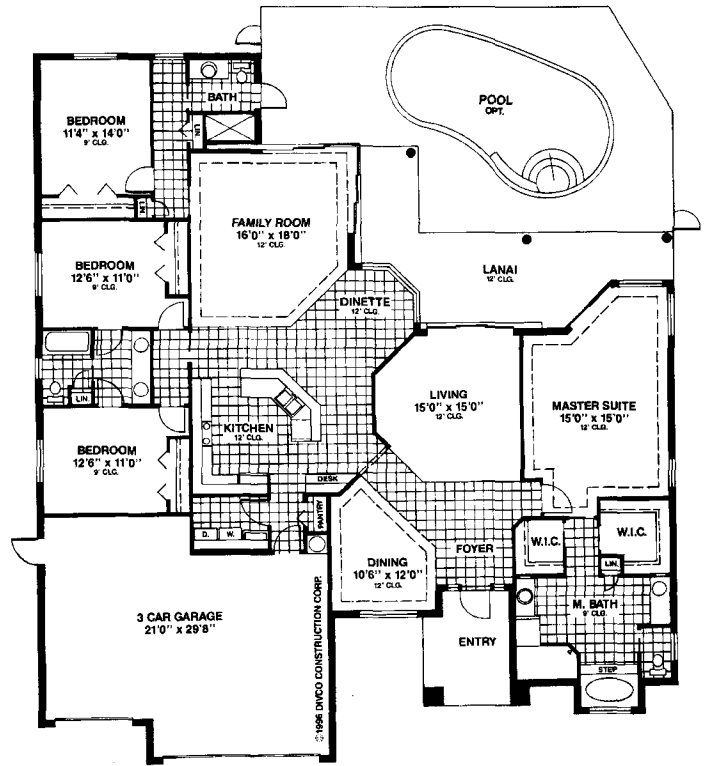 BATH
BEDROOM
11'4" x 14'0"
9' CLG.
LIN.
POOL
OPT.
LIN.
FAMILY ROOM
16'0" x 18'0"
12' CLG.
BEDROOM
12'6" x 11'0"
9' CLG.
LANAI
12' CLG.
DINETTE
12' CLG.
LIN.
LIVING
15'0" x 15'0"
12' CLG.
MASTER SUITE
15'0" x 15'0"
12' CLG.
KITCHEN
12' CLG.
BEDROOM
12'6" x 11'0"
9' CLG.
DESK
PANTRY
D.
W.
W.I.C.
W.I.C.
FOYER
DINING
10'6" x 12'0"
12' CLG.
LIN.
M. BATH
9' CLG.
3 CAR GARAGE
21'0" x 29'8"
ENTRY
STEP
©1996 DIVCO CONSTRUCTION CORP.